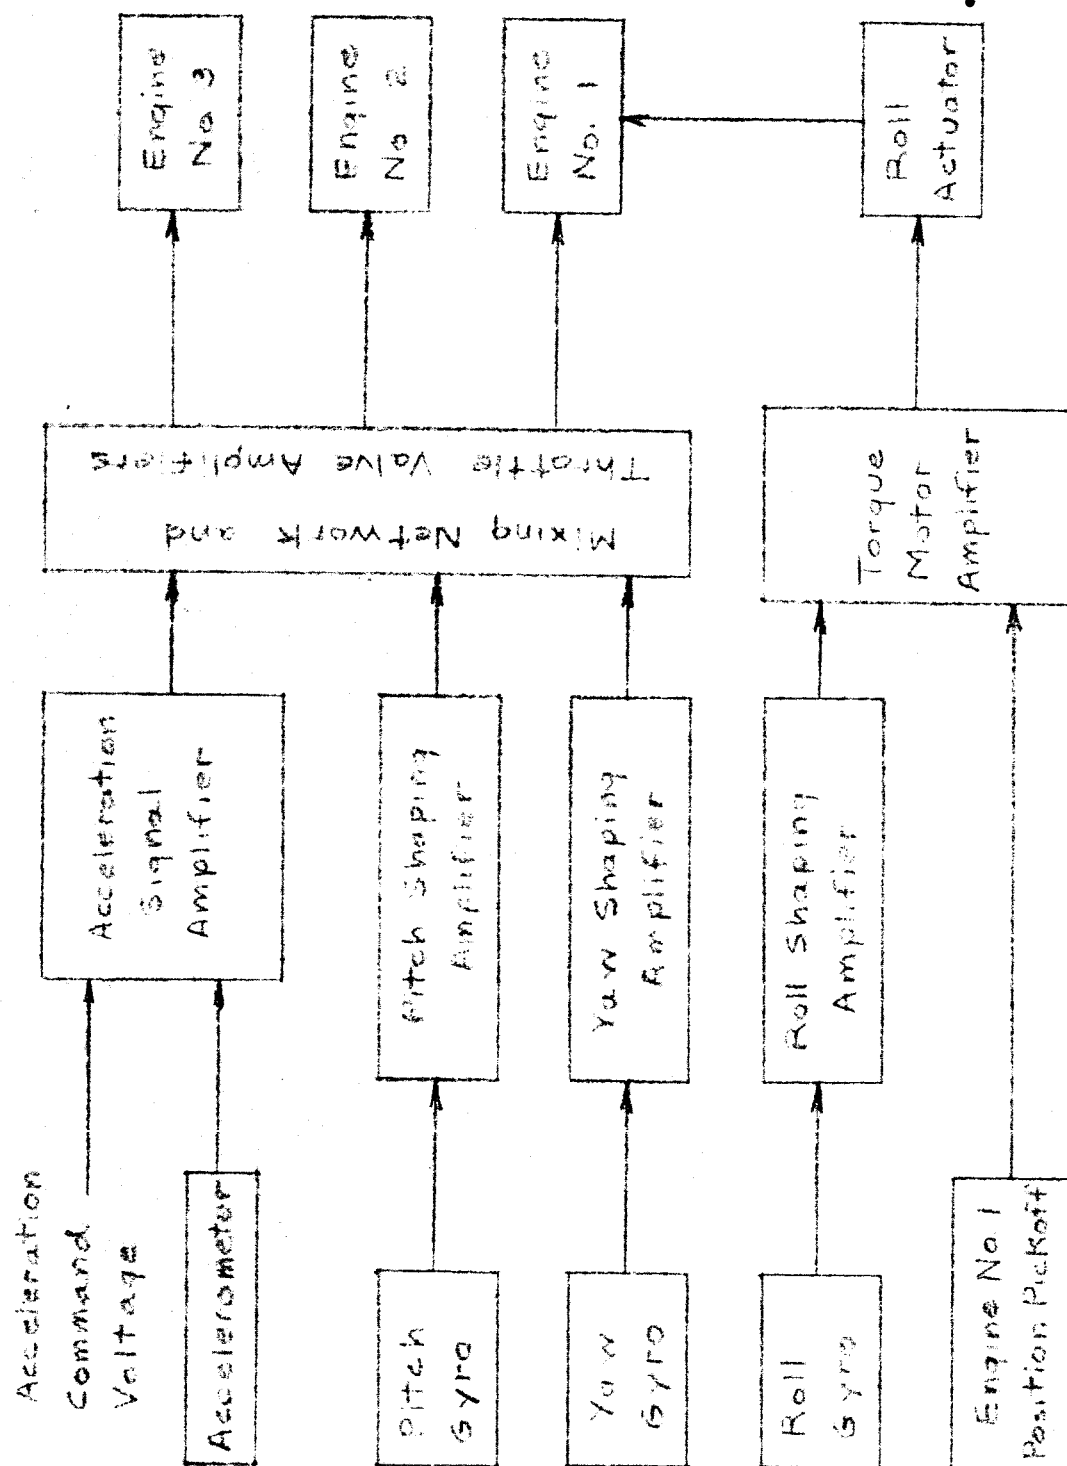 Acceleration
Command
Voltage
Accelerometor
Pitch
Gyro
Yaw
Gyro
Roll
Gyro
Engine No. 1
Position Pickoff
Acceleration
Signal
Amplifier
Pitch Shaping
Amplifier
Yaw Shaping
Amplifier
Roll Shaping
Amplifier
Mixing Network and
Throttle Valve Amplifiers
Torque
Motor
Amplifier
Engine
No 3
Engine
No 2
Engine
No. 1
Roll
Actuator